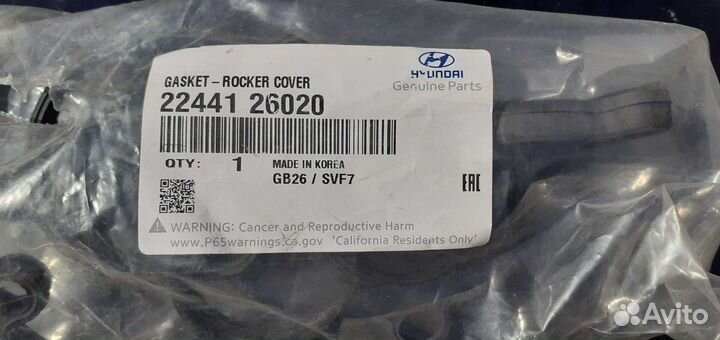 GASKET-ROCKER COVER
22441 26020
HYUNDAI
Genuine Parts
QTY: 1 MADE IN KOREA
GB26 / SVF7
EAC
WARNING: Cancer and Reproductive Harm
www.P65warnings.ca.gov 'California Residents Only'
Avito